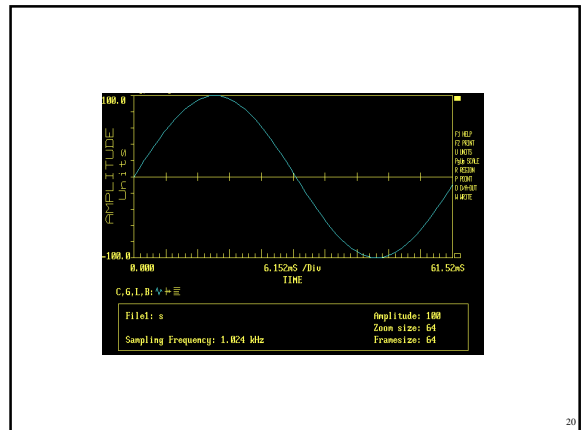 100.0
AMPLITUDE
Units
-100.0
0.000
6.152mS /Div
61.52mS
TIME
F1 HELP
F2 PRINT
U UNITS
PgUp SCALE
R REGION
P POINT
D D/A-OUT
W WRITE
C,G,L,B:
File1: s
Amplitude: 100
Zoom size: 64
Sampling Frequency: 1.024 kHz
Framesize: 64
20